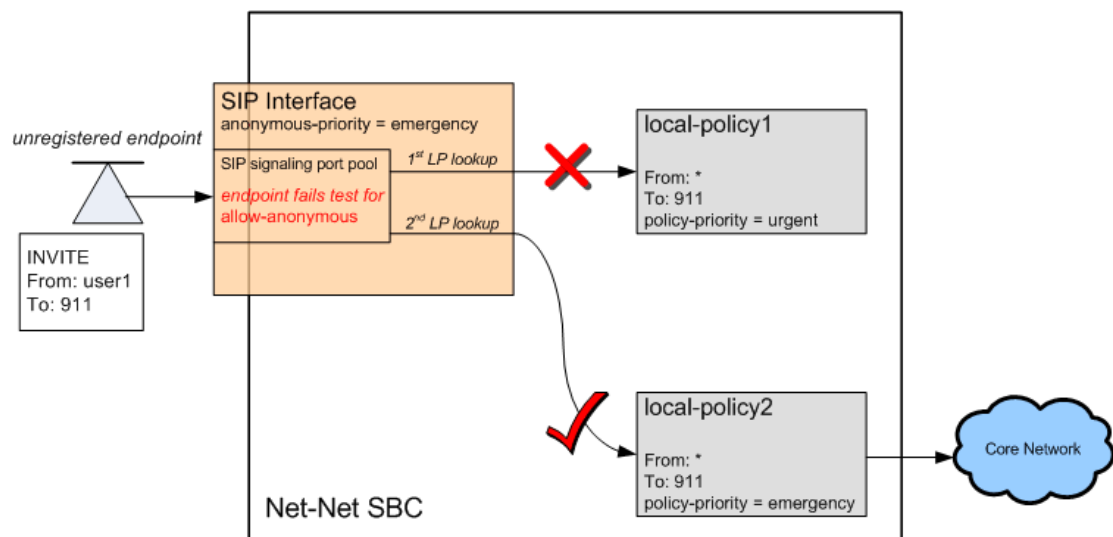 unregistered endpoint
INVITE
From: user1
To: 911
SIP Interface
anonymous-priority = emergency
SIP signaling port pool
endpoint fails test for
allow-anonymous
1st LP lookup
2nd LP lookup
local-policy1
From: *
To: 911
policy-priority = urgent
local-policy2
From: *
To: 911
policy-priority = emergency
Core Network
Net-Net SBC